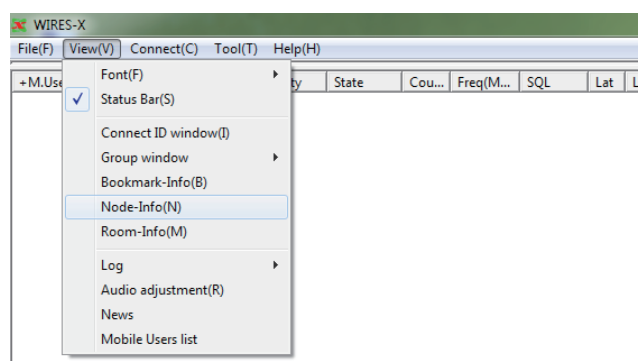 WIRES-X
File(F) View(V) Connect(C) Tool(T) Help(H)
+M.Use ty State Cou... Freq(M... SQL Lat L
Font(F)
Status Bar(S)
Connect ID window(I)
Group window
Bookmark-Info(B)
Node-Info(N)
Room-Info(M)
Log
Audio adjustment(R)
News
Mobile Users list